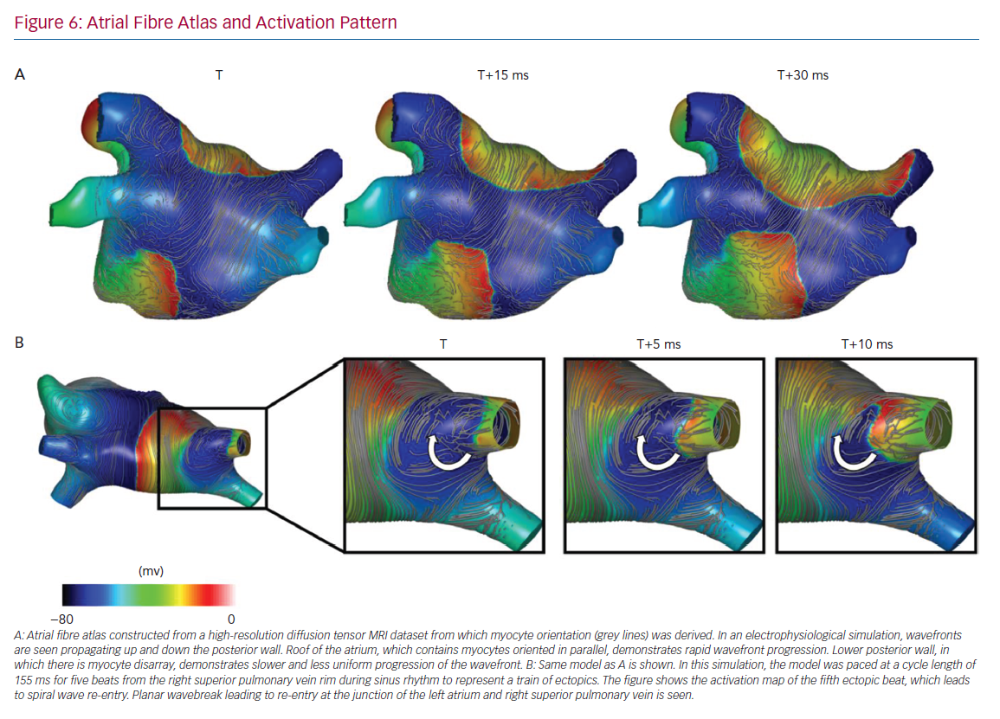 Figure 6: Atrial Fibre Atlas and Activation Pattern
A
T
T+15 ms
T+30 ms
B
T
T+5 ms
T+10 ms
(mv)
−80
0
A: Atrial fibre atlas constructed from a high-resolution diffusion tensor MRI dataset from which myocyte orientation (grey lines) was derived. In an electrophysiological simulation, wavefronts
are seen propagating up and down the posterior wall. Roof of the atrium, which contains myocytes oriented in parallel, demonstrates rapid wavefront progression. Lower posterior wall, in
which there is myocyte disarray, demonstrates slower and less uniform progression of the wavefront. B: Same model as A is shown. In this simulation, the model was paced at a cycle length of
155 ms for five beats from the right superior pulmonary vein rim during sinus rhythm to represent a train of ectopics. The figure shows the activation map of the fifth ectopic beat, which leads
to spiral wave re-entry. Planar wavebreak leading to re-entry at the junction of the left atrium and right superior pulmonary vein is seen.